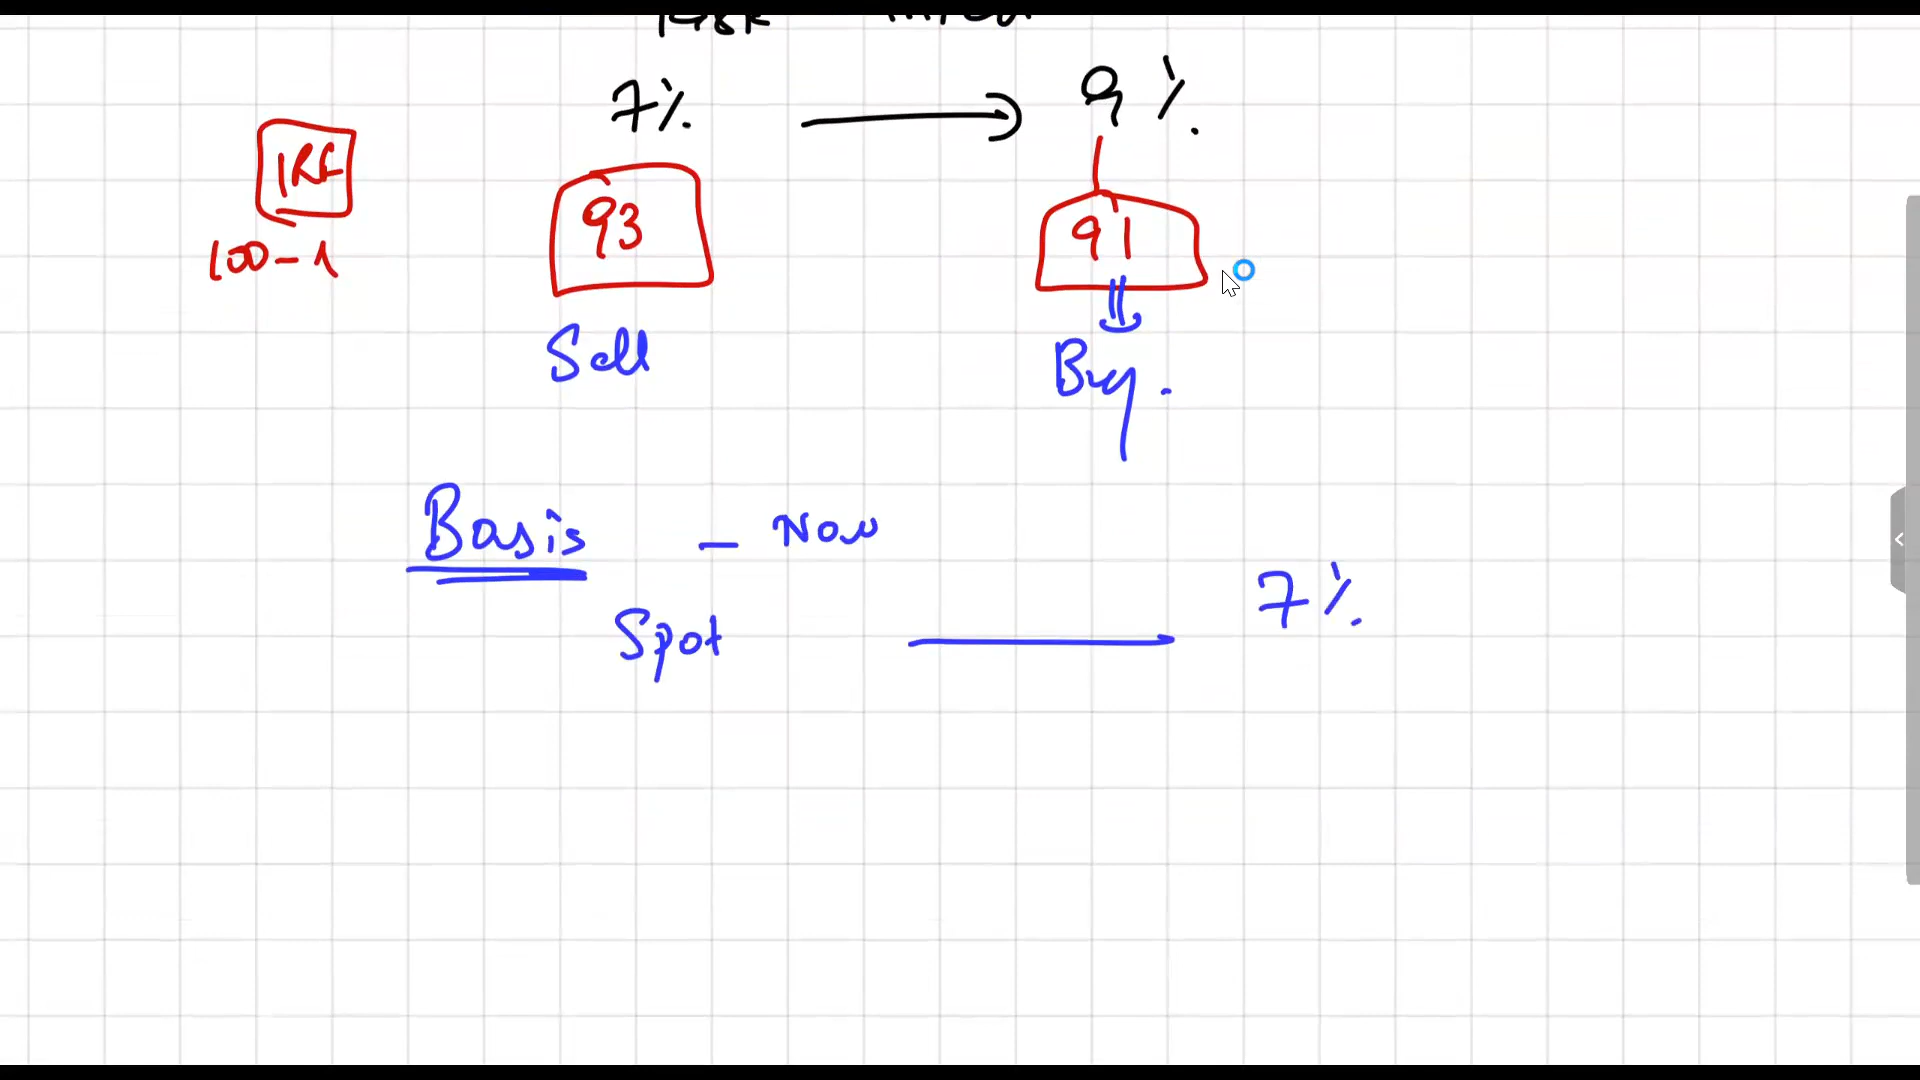 7% → 9%
IRF
93
91
100-1
Sell
Buy.
Basis - Now
Spot → 7%